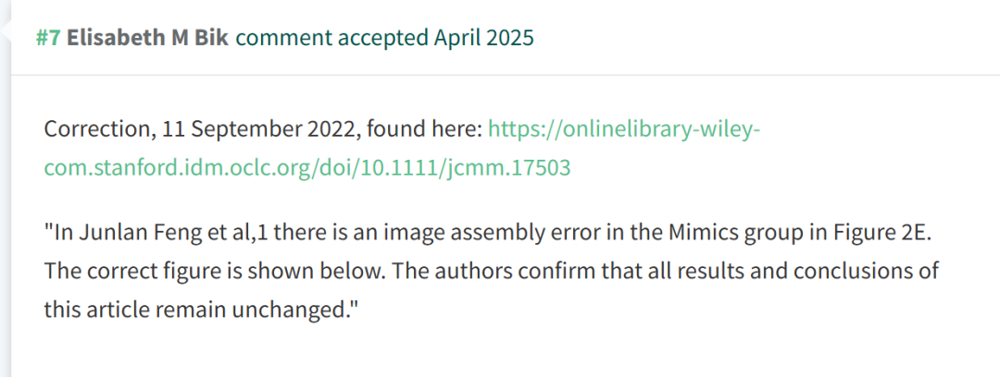 #7 Elisabeth M Bik comment accepted April 2025
Correction, 11 September 2022, found here: https://onlinelibrary-wiley-
com.stanford.idm.oclc.org/doi/10.1111/jcmm.17503
"In Junlan Feng et al,1 there is an image assembly error in the Mimics group in Figure 2E.
The correct figure is shown below. The authors confirm that all results and conclusions of
this article remain unchanged."